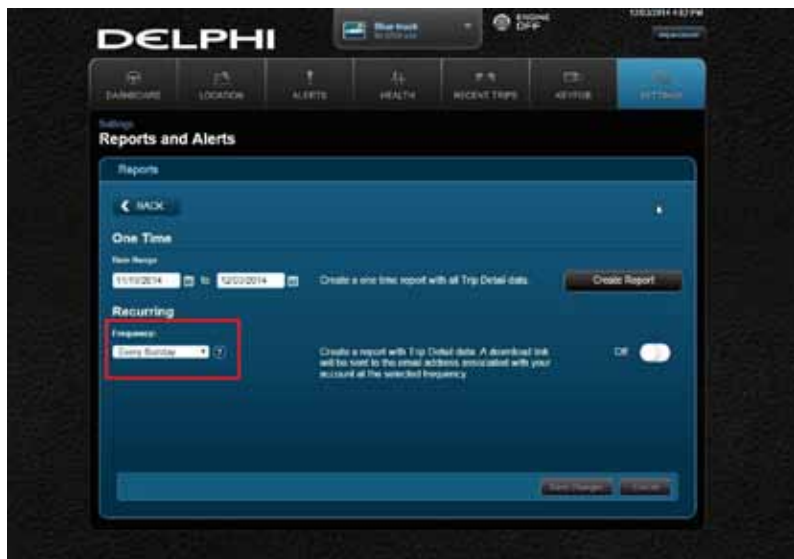 DELPHI
Blue truck
ENGINE
OFF
DASHBOARD
LOCATION
ALERTS
HEALTH
RECENT TRIPS
KEYFOB
SETTINGS
Settings
Reports and Alerts
Reports
BACK
One Time
Date Range
to 12/03/2014
Create a one time report with all Trip Detail data.
Create Report
Recurring
Frequency:
Every Sunday ?
Create a report with Trip Detail data. A download link
will be sent to the email address associated with your
account at the selected frequency.
Off
Save Changes
Cancel